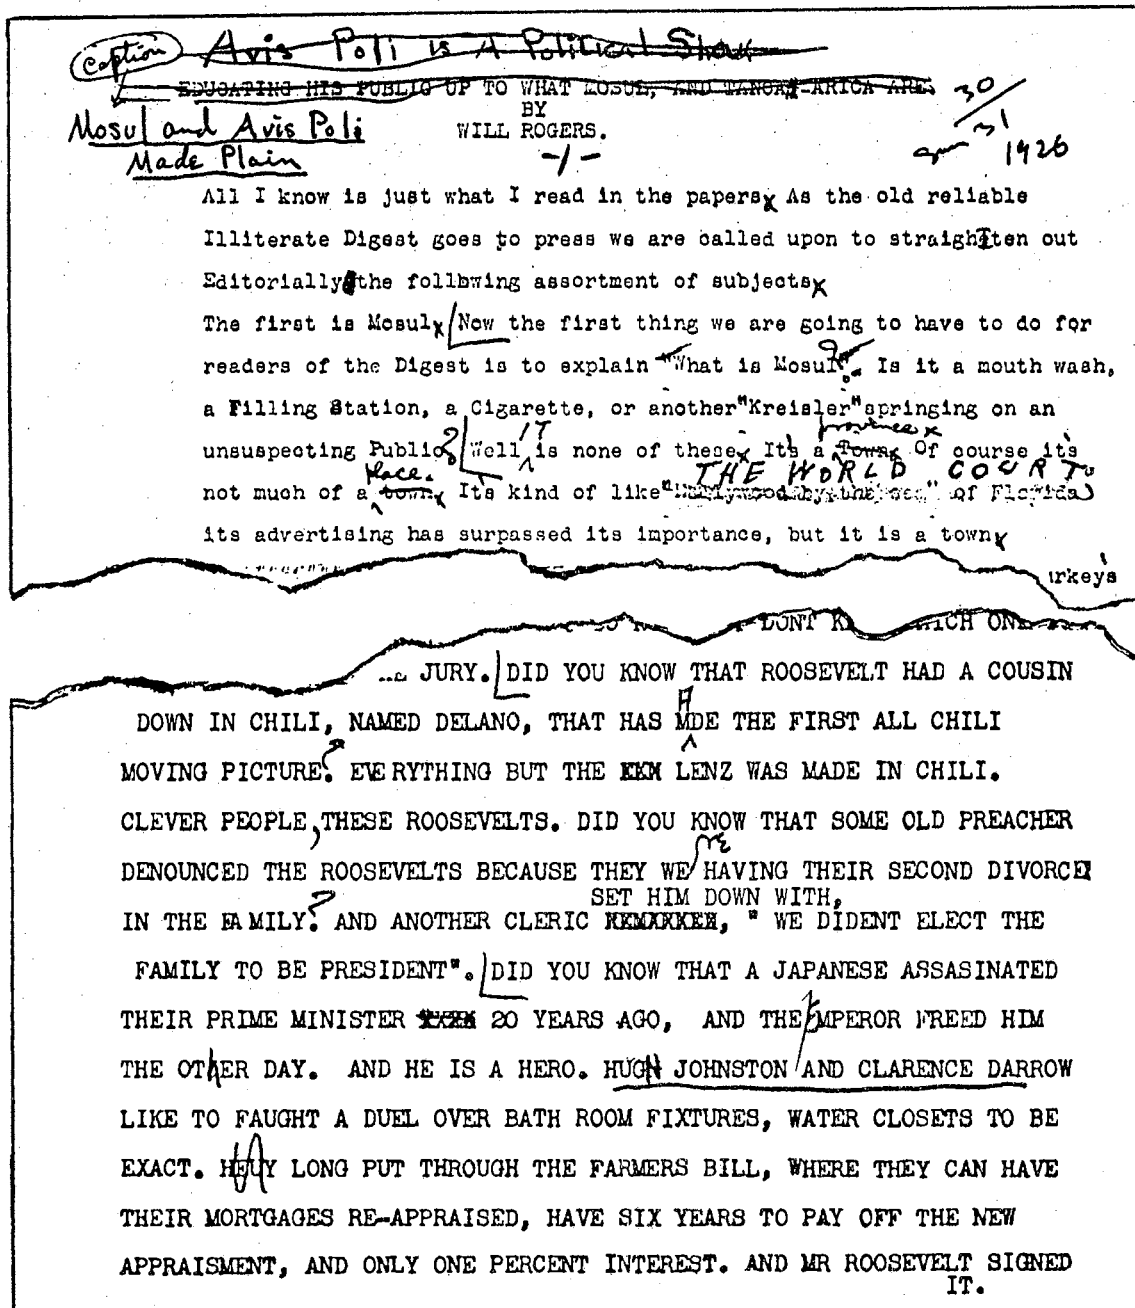 Caption Avis Poli is A Political Show
EDUCATING HIS PUBLIC UP TO WHAT MOSUL, AND ARICA ARE.
BY
WILL ROGERS.
-1-
Mosul and Avis Poli
Made Plain
30
31
1926
All I know is just what I read in the papers x As the old reliable
Illiterate Digest goes to press we are called upon to straighten out
Editorially the following assortment of subjects x
The first is Mosul x Now the first thing we are going to have to do for
readers of the Digest is to explain "What is Mosul? Is it a mouth wash,
a Filling Station, a Cigarette, or another "Kreisler" springing on an
unsuspecting Public? Well it is none of these x It's a Town province x Of course it's
not much of a town place. x It's kind of like THE WORLD COURT of Florida
its advertising has surpassed its importance, but it is a town x
urkey's
DONT ONE
JURY. DID YOU KNOW THAT ROOSEVELT HAD A COUSIN
DOWN IN CHILI, NAMED DELANO, THAT HAS MADE THE FIRST ALL CHILI
MOVING PICTURE? EVERYTHING BUT THE LENZ WAS MADE IN CHILI.
CLEVER PEOPLE, THESE ROOSEVELTS. DID YOU KNOW THAT SOME OLD PREACHER
DENOUNCED THE ROOSEVELTS BECAUSE THEY WERE HAVING THEIR SECOND DIVORCE
SET HIM DOWN WITH,
IN THE FAMILY? AND ANOTHER CLERIC REMARKED, " WE DIDENT ELECT THE
FAMILY TO BE PRESIDENT". DID YOU KNOW THAT A JAPANESE ASSASINATED
THEIR PRIME MINISTER 20 YEARS AGO, AND THE EMPEROR FREED HIM
THE OTHER DAY. AND HE IS A HERO. HUGH JOHNSTON AND CLARENCE DARROW
LIKE TO FAUGHT A DUEL OVER BATH ROOM FIXTURES, WATER CLOSETS TO BE
EXACT. HEUY LONG PUT THROUGH THE FARMERS BILL, WHERE THEY CAN HAVE
THEIR MORTGAGES RE-APPRAISED, HAVE SIX YEARS TO PAY OFF THE NEW
APPRAISMENT, AND ONLY ONE PERCENT INTEREST. AND MR ROOSEVELT SIGNED
IT.